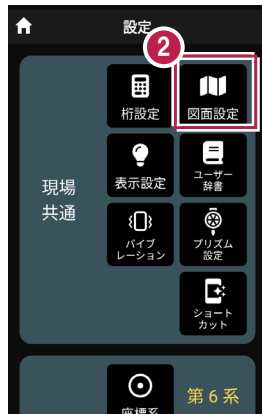 設定
2
桁設定
図面設定
表示設定
ユーザー
辞書
現場
共通
バイブ
レーション
プリズム
設定
ショート
カット
座標系
第6系